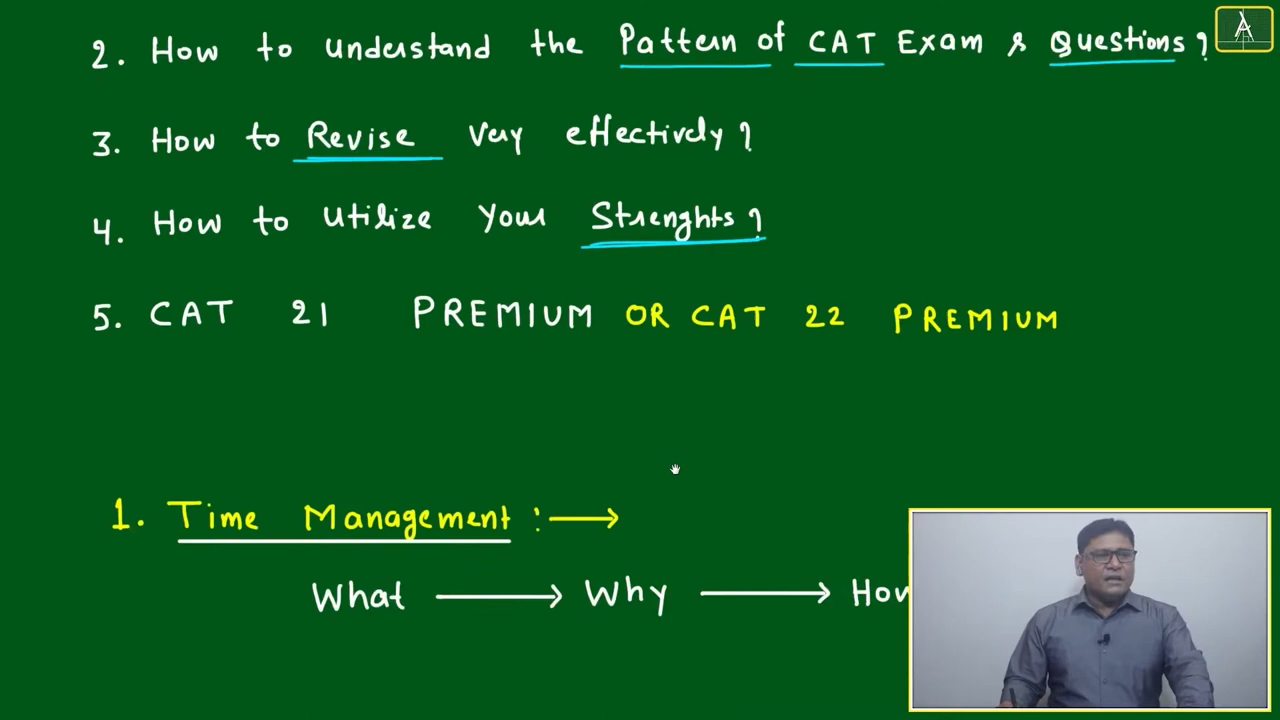 2. How to understand the Pattern of CAT Exam & Questions?
3. How to Revise very effectively?
4. How to utilize your Strenghts?
5. CAT 21 PREMIUM OR CAT 22 PREMIUM
1. Time Management :→
What → Why → How